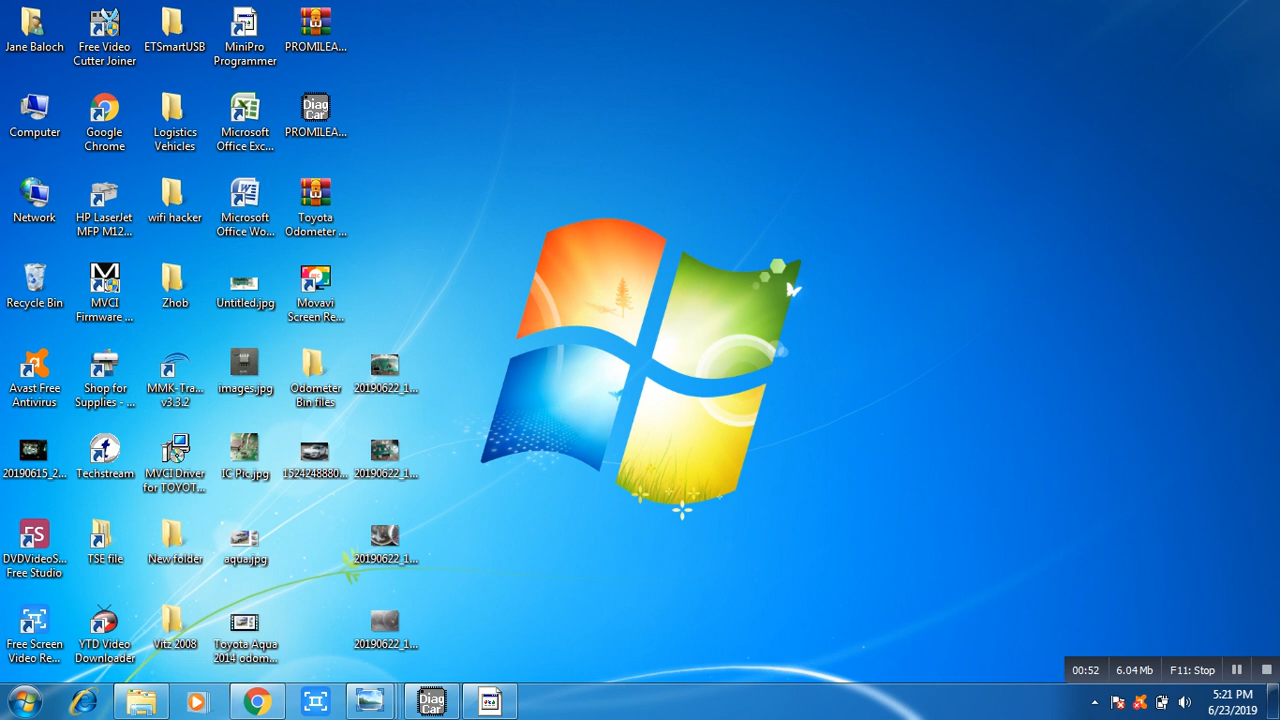 Jane Baloch
Free Video
Cutter Joiner
ETSmartUSB
MiniPro
Programmer
PROMILEA...
Computer
Google
Chrome
Logistics
Vehicles
Microsoft
Office Exc...
Diag
Car
PROMILEA...
Network
HP LaserJet
MFP M12...
wifi hacker
Microsoft
Office Wo...
Toyota
Odometer ...
Recycle Bin
MVCI
Firmware ...
Zhob
Untitled.jpg
Movavi
Screen Re...
Avast Free
Antivirus
Shop for
Supplies - ...
MMK-Tra...
v3.3.2
images.jpg
Odometer
Bin files
20190622_1...
20190615_2...
Techstream
MVCI Driver
for TOYOT...
IC Pic.jpg
1524248880...
20190622_1...
FS
DVDVideoS...
Free Studio
TSE file
New folder
aqua.jpg
20190622_1...
Free Screen
Video Re...
YTD Video
Downloader
Vitz 2008
Toyota Aqua
2014 odom...
20190622_1...
00:52
6.04 Mb
F11: Stop
Diag
Car
5:21 PM
6/23/2019